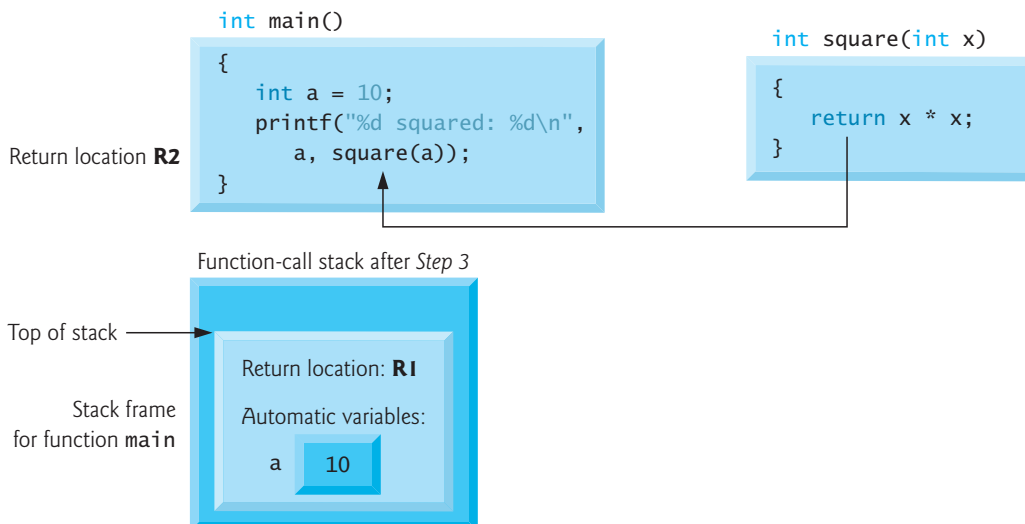 int main()
{
int a = 10;
printf("%d squared: %d\n",
a, square(a));
}
Return location R2
int square(int x)
{
return x * x;
}
Function-call stack after Step 3
Top of stack
Return location: R1
Automatic variables:
a 10
Stack frame
for function main